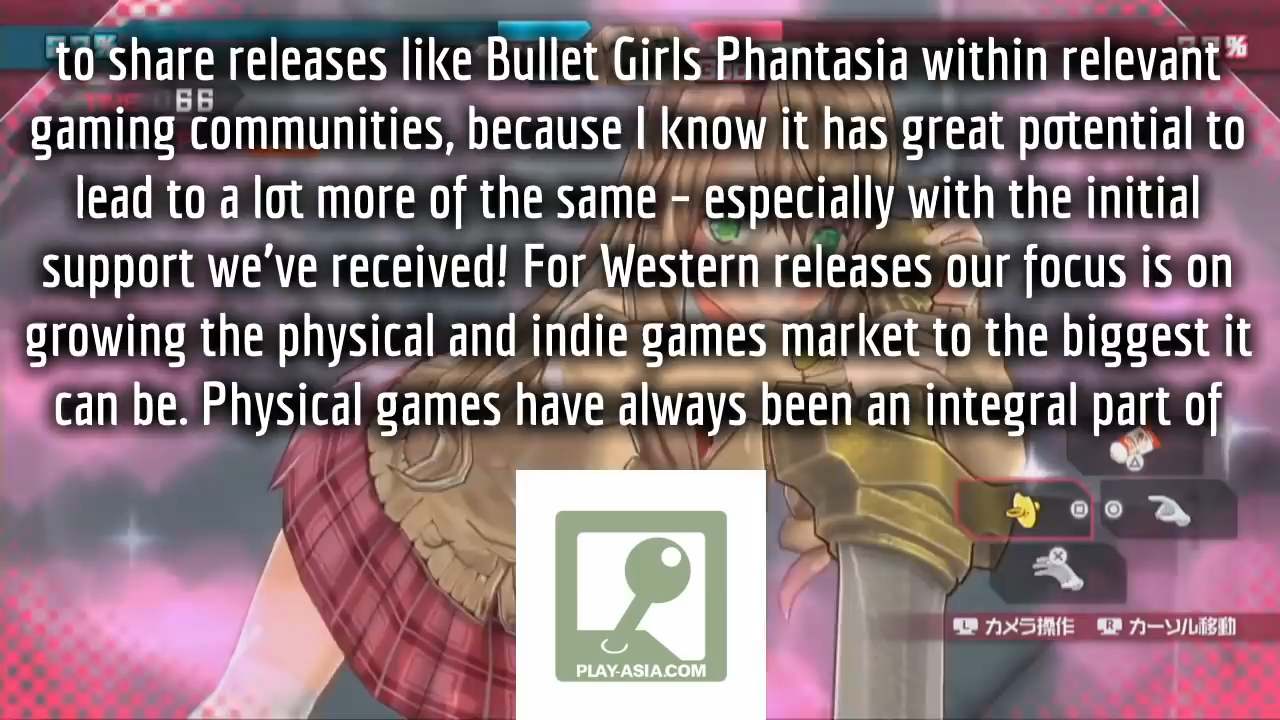 to share releases like Bullet Girls Phantasia within relevant
66
%
gaming communities, because I know it has great potential to
lead to a lot more of the same - especially with the initial
support we've received! For Western releases our focus is on
growing the physical and indie games market to the biggest it
can be. Physical games have always been an integral part of
カメラ操作
カーソル移動
PLAY-ASIA.COM